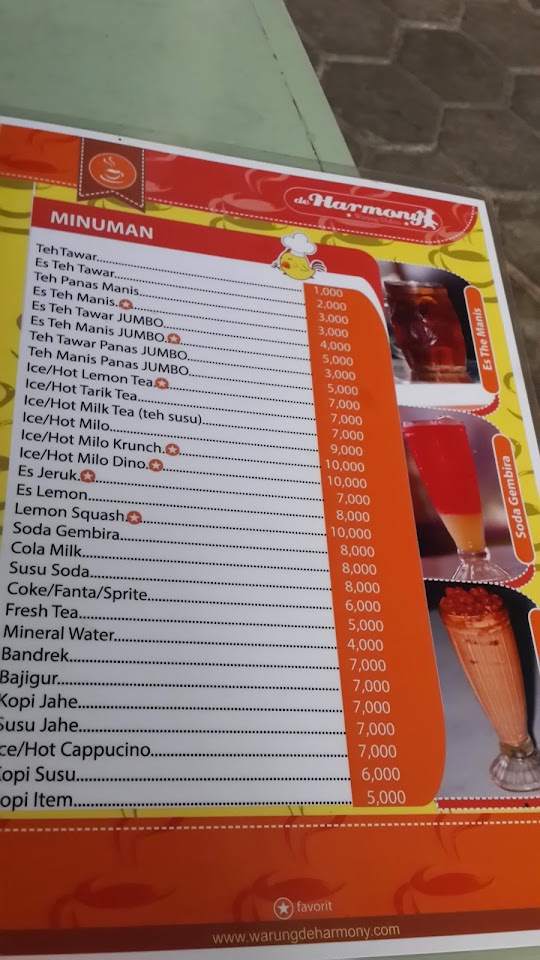 de Harmony
Warung Makan
MINUMAN
Teh Tawar 1,000
Es Teh Tawar 2,000
Teh Panas Manis 3,000
Es Teh Manis 3,000
Es Teh Tawar JUMBO 4,000
Es Teh Manis JUMBO 5,000
Teh Tawar Panas JUMBO 3,000
Teh Manis Panas JUMBO 5,000
Ice/Hot Lemon Tea 7,000
Ice/Hot Tarik Tea 7,000
Ice/Hot Milk Tea (teh susu) 7,000
Ice/Hot Milo 9,000
Ice/Hot Milo Krunch 10,000
Ice/Hot Milo Dino 10,000
Es Jeruk 7,000
Es Lemon 8,000
Lemon Squash 10,000
Soda Gembira 8,000
Cola Milk 8,000
Susu Soda 8,000
Coke/Fanta/Sprite 6,000
Fresh Tea 5,000
Mineral Water 4,000
Bandrek 7,000
Bajigur 7,000
Kopi Jahe 7,000
Susu Jahe 7,000
ce/Hot Cappucino 7,000
Kopi Susu 6,000
opi Item 5,000
Es The Manis
Soda Gembira
favorit
www.warungdeharmony.com